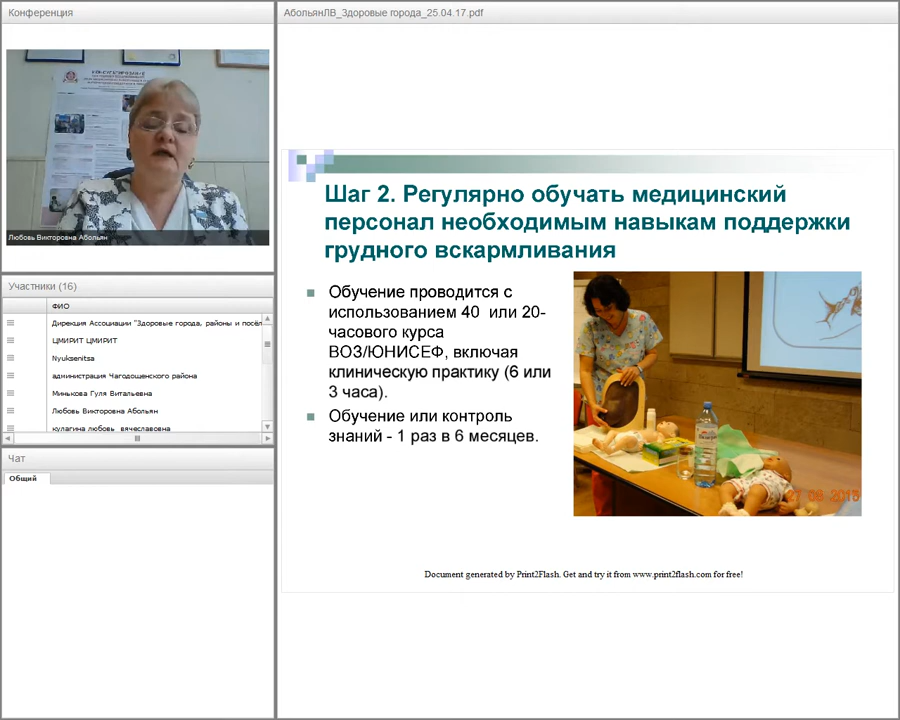 Конференция
Любовь Викторовна Абольян
Участники (16)
ФИО
Дирекция Ассоциации "Здоровые города, районы и посёл
ЦМИРИТ ЦМИРИТ
Nyuksenitsa
администрация Чагодощенского района
Минькова Гуля Витальевна
Любовь Викторовна Абольян
кулагина любовь вячеславовна
Чат
Общий
АбольянЛВ_Здоровые города_25.04.17.pdf
Шаг 2. Регулярно обучать медицинский
персонал необходимым навыкам поддержки
грудного вскармливания
Обучение проводится с
использованием 40 или 20-
часового курса
ВОЗ/ЮНИСЕФ, включая
клиническую практику (6 или
3 часа).
Обучение или контроль
знаний - 1 раз в 6 месяцев.
Document generated by Print2Flash. Get and try it from www.print2flash.com for free!